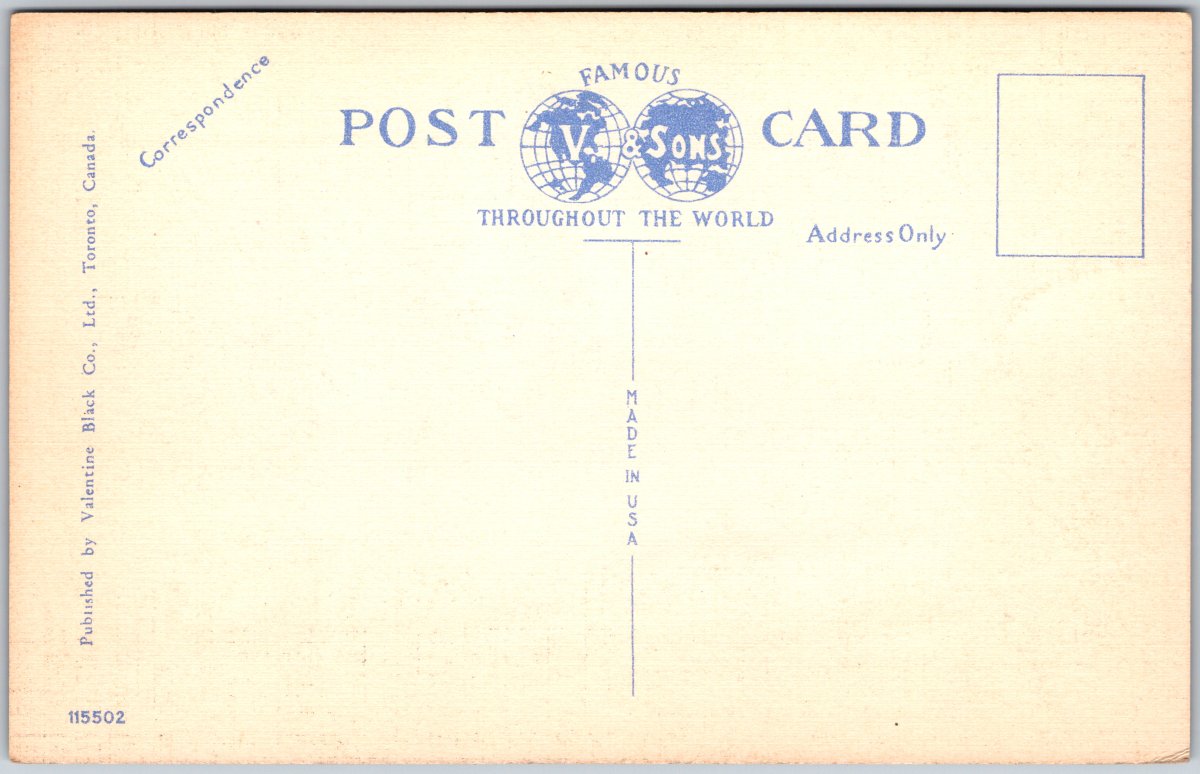 Correspondence
FAMOUS
POST V. & SONS CARD
THROUGHOUT THE WORLD
Address Only
Published by Valentine Black Co., Ltd., Toronto, Canada.
MADE IN USA
115502